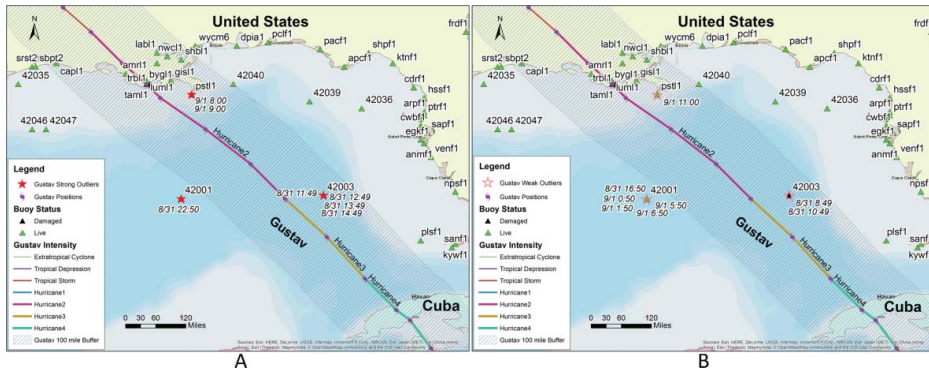 United States
N
wycm6
dpia1
pclf1
labl1
nwcl1
shbl1
pacf1
shpf1
frdf1
srst2
sbpt2
capl1
amrl1
trbl1
bygl1
gisl1
taml1
luml1
pstl1
9/1 8:00
9/1 9:00
42035
42040
42039
42036
apcf1
ktnf1
cdrf1
hssf1
arpf1
ptrf1
cwbf1
sapf1
egkf1
anmf1
venf1
42046
42047
Hurricane2
Legend
Gustav Strong Outliers
Gustav Positions
Buoy Status
Damaged
Live
Gustav Intensity
Extratropical Cyclone
Tropical Depression
Tropical Storm
Hurricane1
Hurricane2
Hurricane3
Hurricane4
Gustav 100 mile Buffer
42001
8/31 22:50
8/31 11:49
42003
8/31 12:49
8/31 13:49
8/31 14:49
Gustav
Hurricane3
Hurricane4
npsf1
plsf1
sanf1
kywf1
Cuba
120 0 120
Miles
A
United States
N
wycm6
dpia1
pclf1
labl1
nwcl1
shbl1
pacf1
shpf1
frdf1
srst2
sbpt2
capl1
amrl1
trbl1
bygl1
gisl1
taml1
luml1
pstl1
9/1 11:00
42035
42040
42039
42036
apcf1
ktnf1
cdrf1
hssf1
arpf1
ptrf1
cwbf1
sapf1
egkf1
anmf1
venf1
42046
42047
Hurricane2
Legend
Gustav Weak Outliers
Gustav Positions
Buoy Status
Damaged
Live
Gustav Intensity
Extratropical Cyclone
Tropical Depression
Tropical Storm
Hurricane1
Hurricane2
Hurricane3
Hurricane4
Gustav 100 mile Buffer
8/31 16:50
9/1 0:50
9/1 1:50
42001
9/1 5:50
9/1 6:50
42003
8/31 8:49
8/31 10:49
Gustav
Hurricane3
Hurricane4
npsf1
plsf1
sanf1
kywf1
Cuba
120 0 120
Miles
B